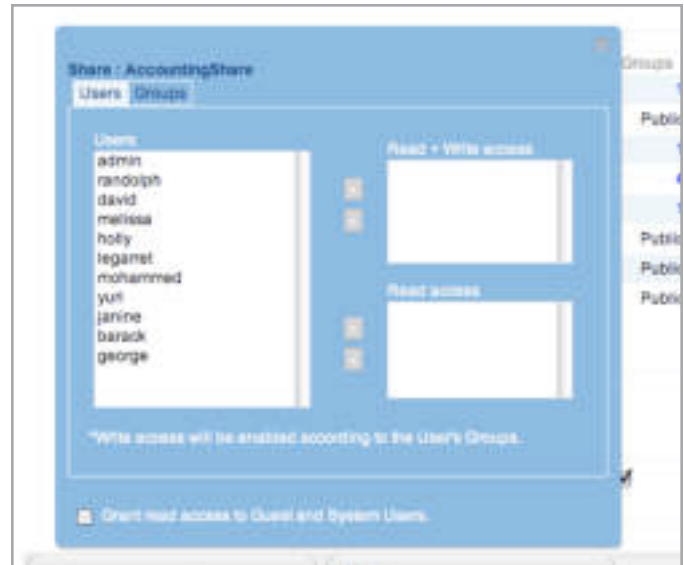 Share : AccountingShare
Groups
Users Groups
Users
Read + Write access
admin
randolph
david
melissa
holly
legarret
mohammed
yuri
janine
barack
george
Read access
Public
Public
Public
Public
*Write access will be enabled according to the User's Groups.
Grant read access to Guest and System Users.